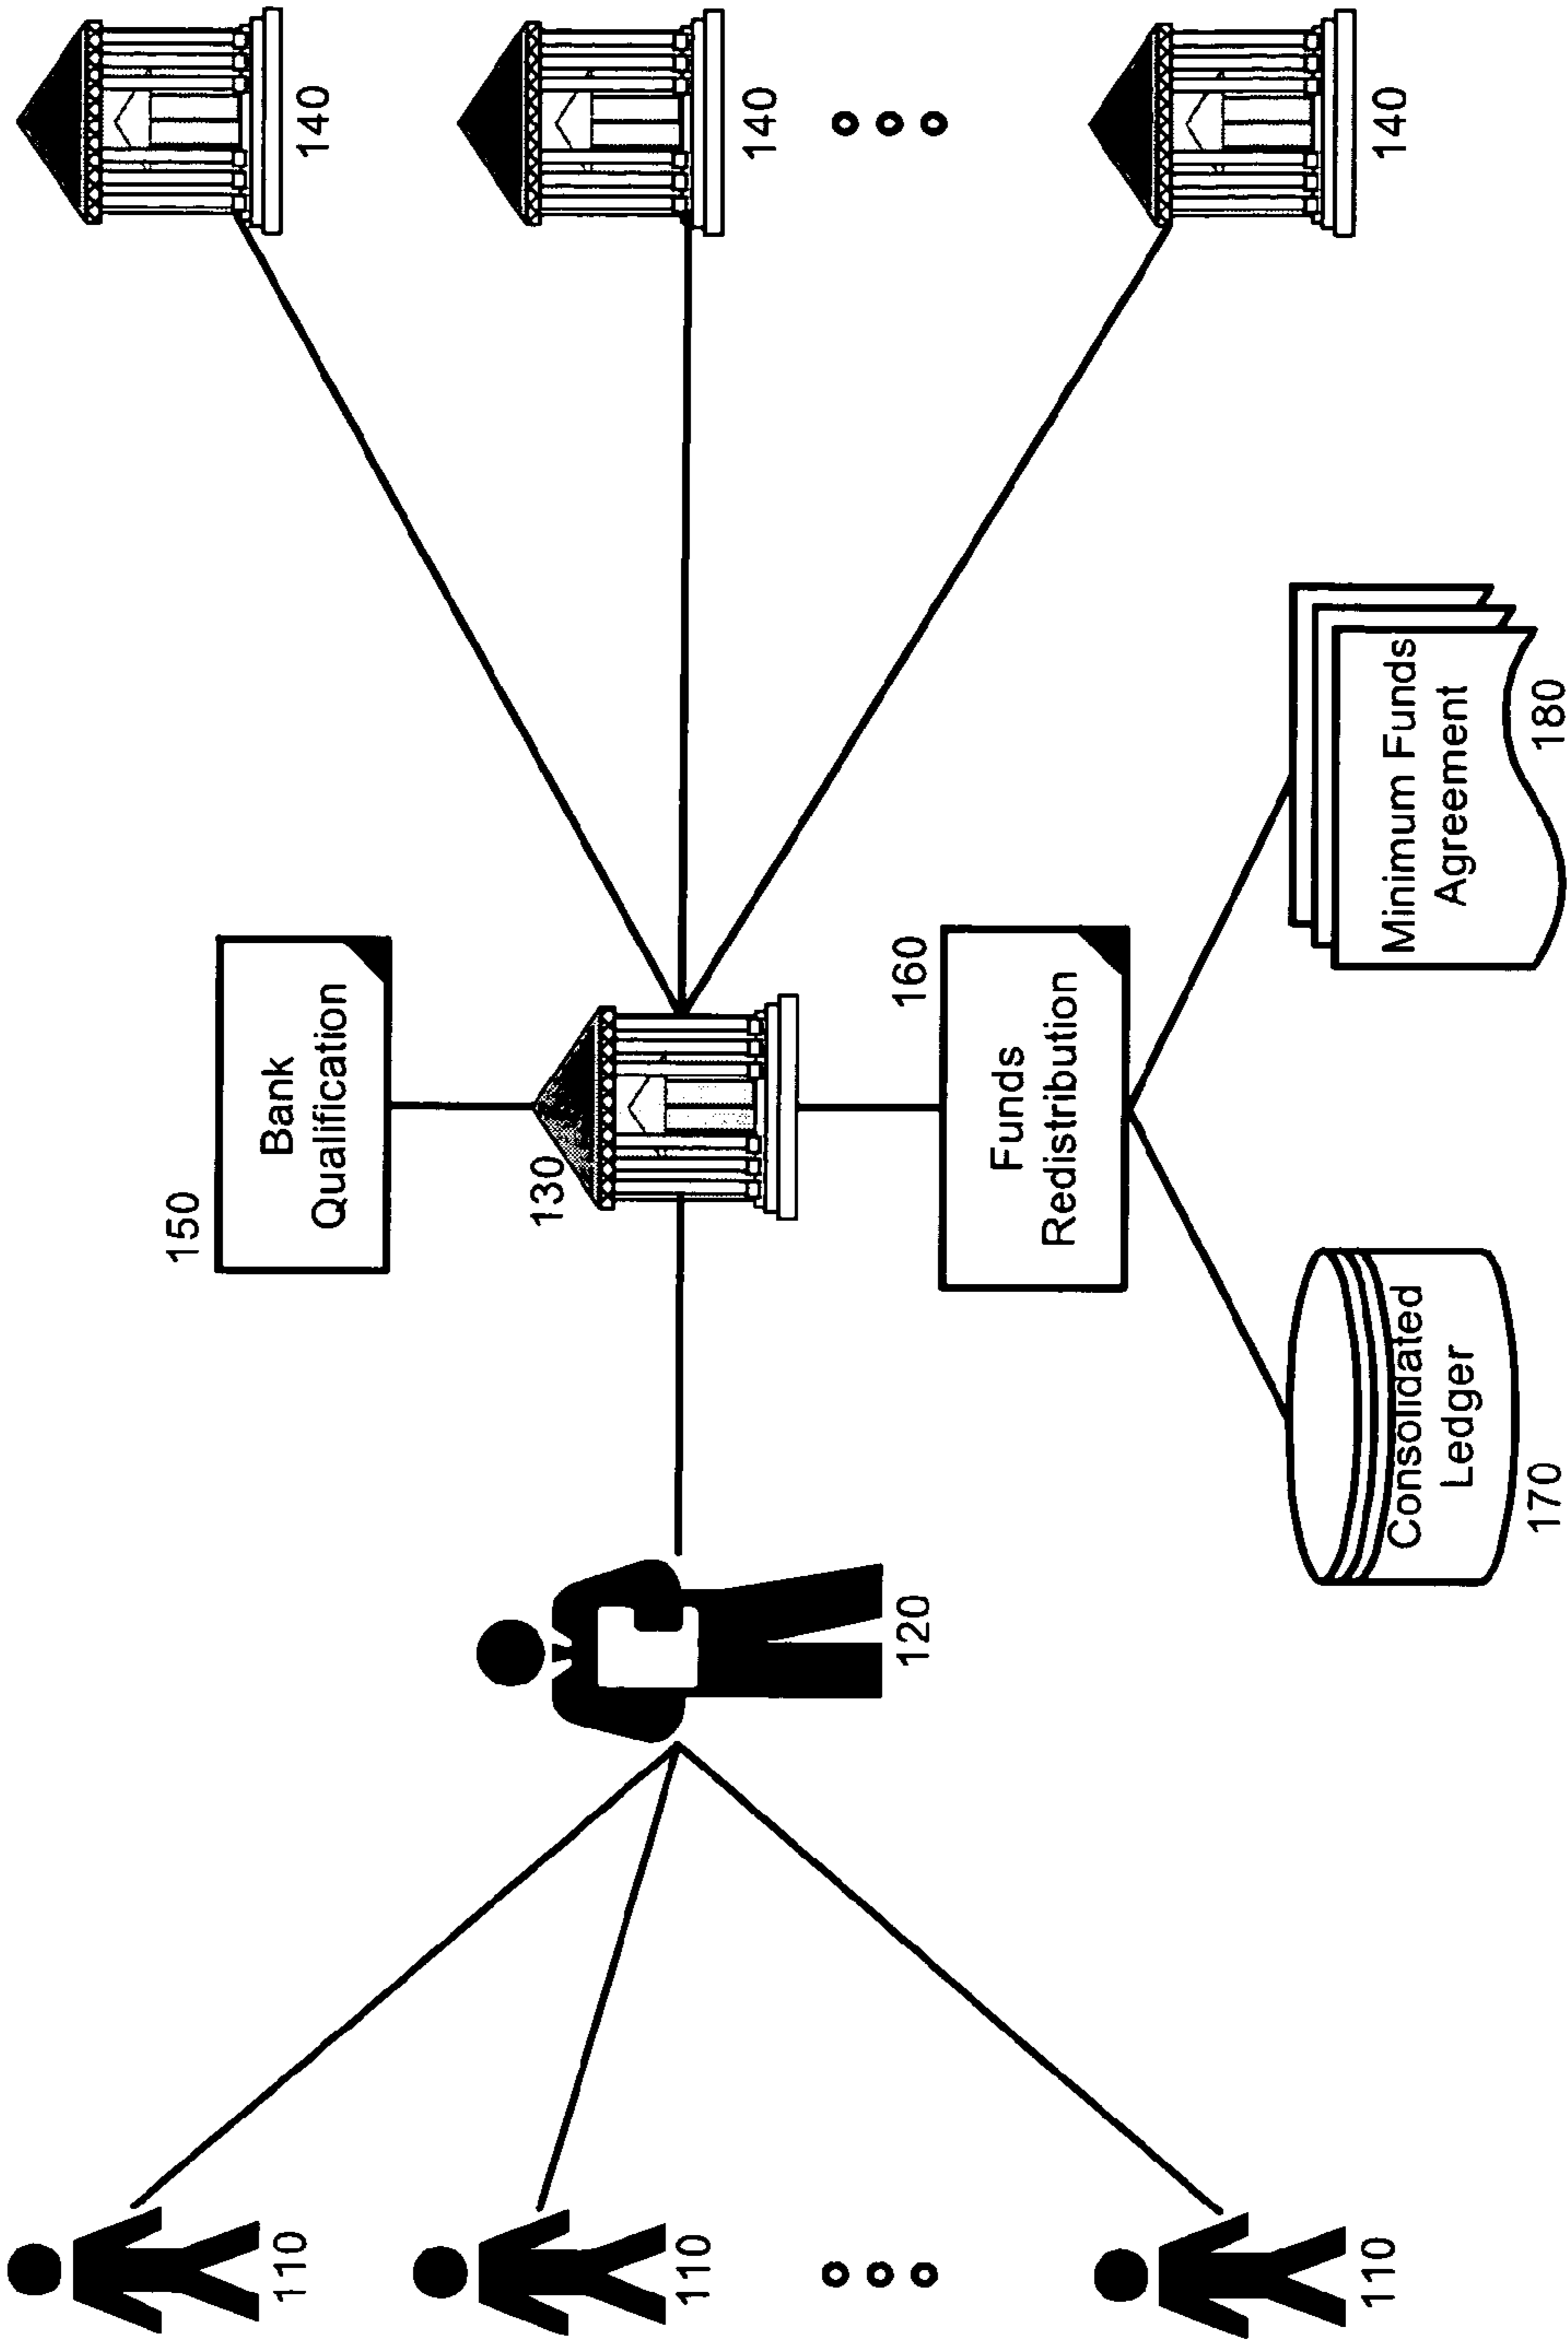 110
110
110
120
130
140
140
140
150
Bank
Qualification
160
Funds
Redistribution
Consolidated
Ledger
170
Minimum Funds
Agreement
180